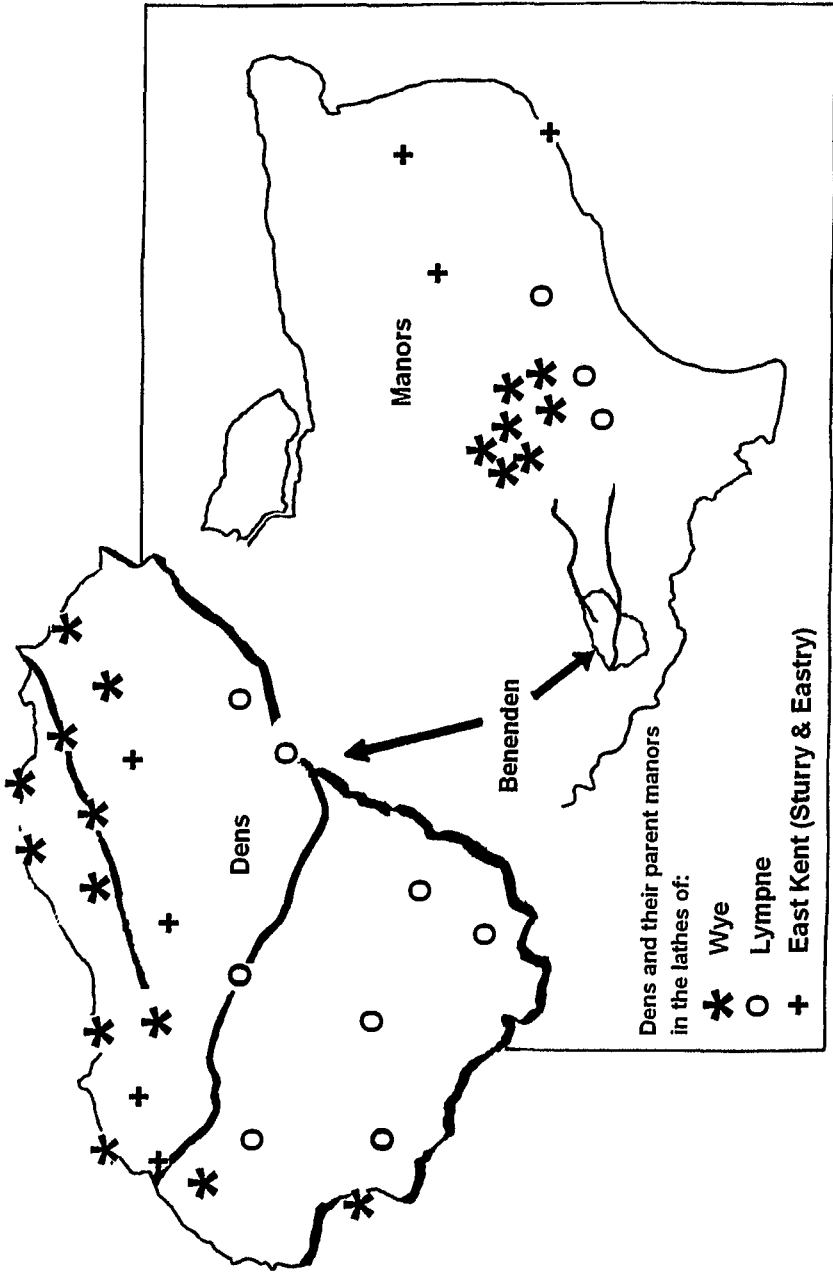 Manors
Dens
Benenden
Dens and their parent manors
in the lathes of:
Wye
Lympne
East Kent (Sturry & Eastry)